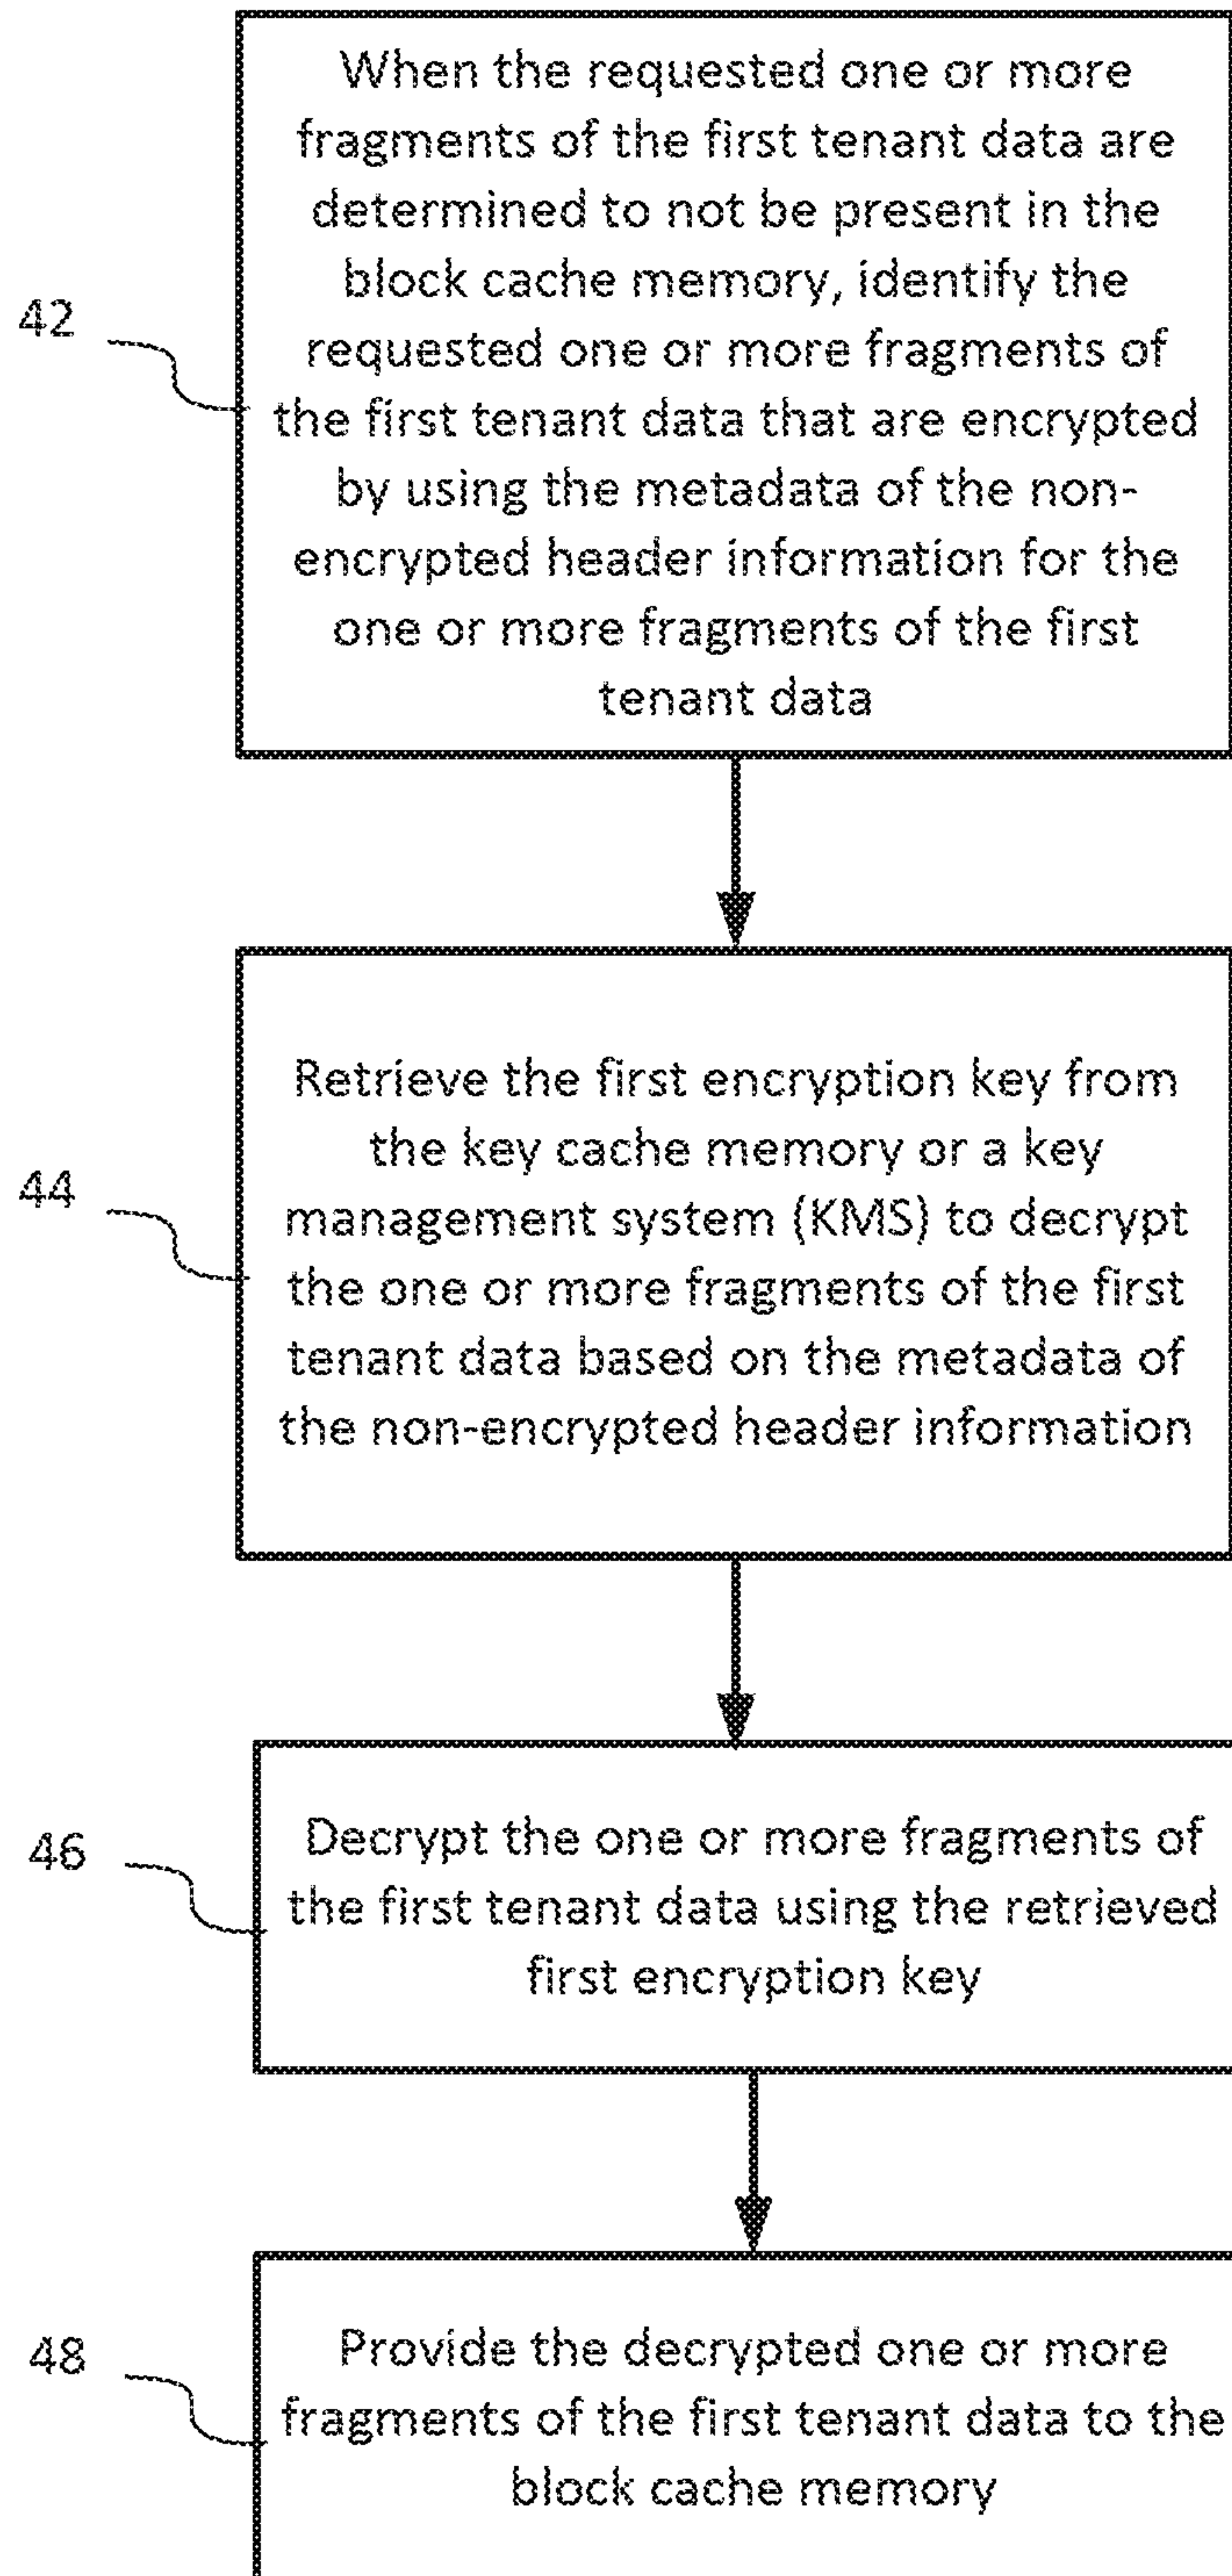 When the requested one or more
fragments of the first tenant data are
determined to not be present in the
block cache memory, identify the
requested one or more fragments of
the first tenant data that are encrypted
by using the metadata of the non-
encrypted header information for the
one or more fragments of the first
tenant data
42
Retrieve the first encryption key from
the key cache memory or a key
management system (KMS) to decrypt
the one or more fragments of the first
tenant data based on the metadata of
the non-encrypted header information
44
Decrypt the one or more fragments of
the first tenant data using the retrieved
first encryption key
46
Provide the decrypted one or more
fragments of the first tenant data to the
block cache memory
48